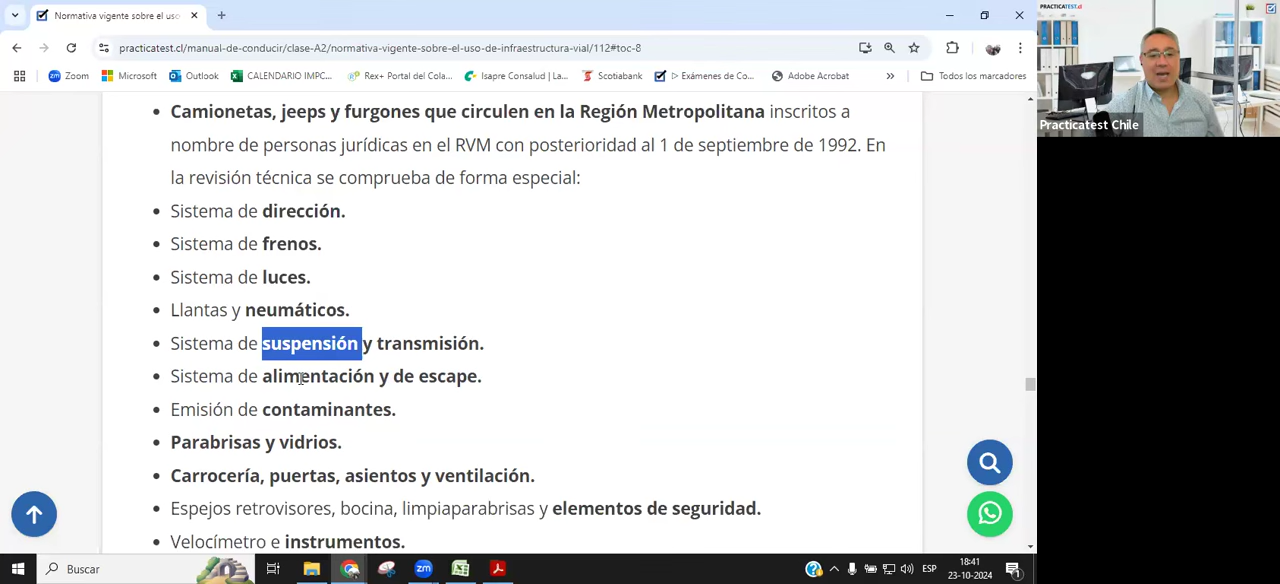 Normativa vigente sobre el uso
practicatest.cl/manual-de-conducir/clase-A2/normativa-vigente-sobre-el-uso-de-infraestructura-vial/112#toc-8
Zoom
Microsoft
Outlook
CALENDARIO IMPC...
Rex+ Portal del Cola...
Isapre Consalud | La...
Scotiabank
▷ Exámenes de Co...
Adobe Acrobat
»
Todos los marcadores
PRACTICATEST.cl
Practicatest Chile
• Camionetas, jeeps y furgones que circulen en la Región Metropolitana inscritos a
nombre de personas jurídicas en el RVM con posterioridad al 1 de septiembre de 1992. En
la revisión técnica se comprueba de forma especial:
• Sistema de dirección.
• Sistema de frenos.
• Sistema de luces.
• Llantas y neumáticos.
• Sistema de suspensión y transmisión.
• Sistema de alimentación y de escape.
• Emisión de contaminantes.
• Parabrisas y vidrios.
• Carrocería, puertas, asientos y ventilación.
• Espejos retrovisores, bocina, limpiaparabrisas y elementos de seguridad.
• Velocímetro e instrumentos.
Buscar
zm
ESP
18:41
23-10-2024
1